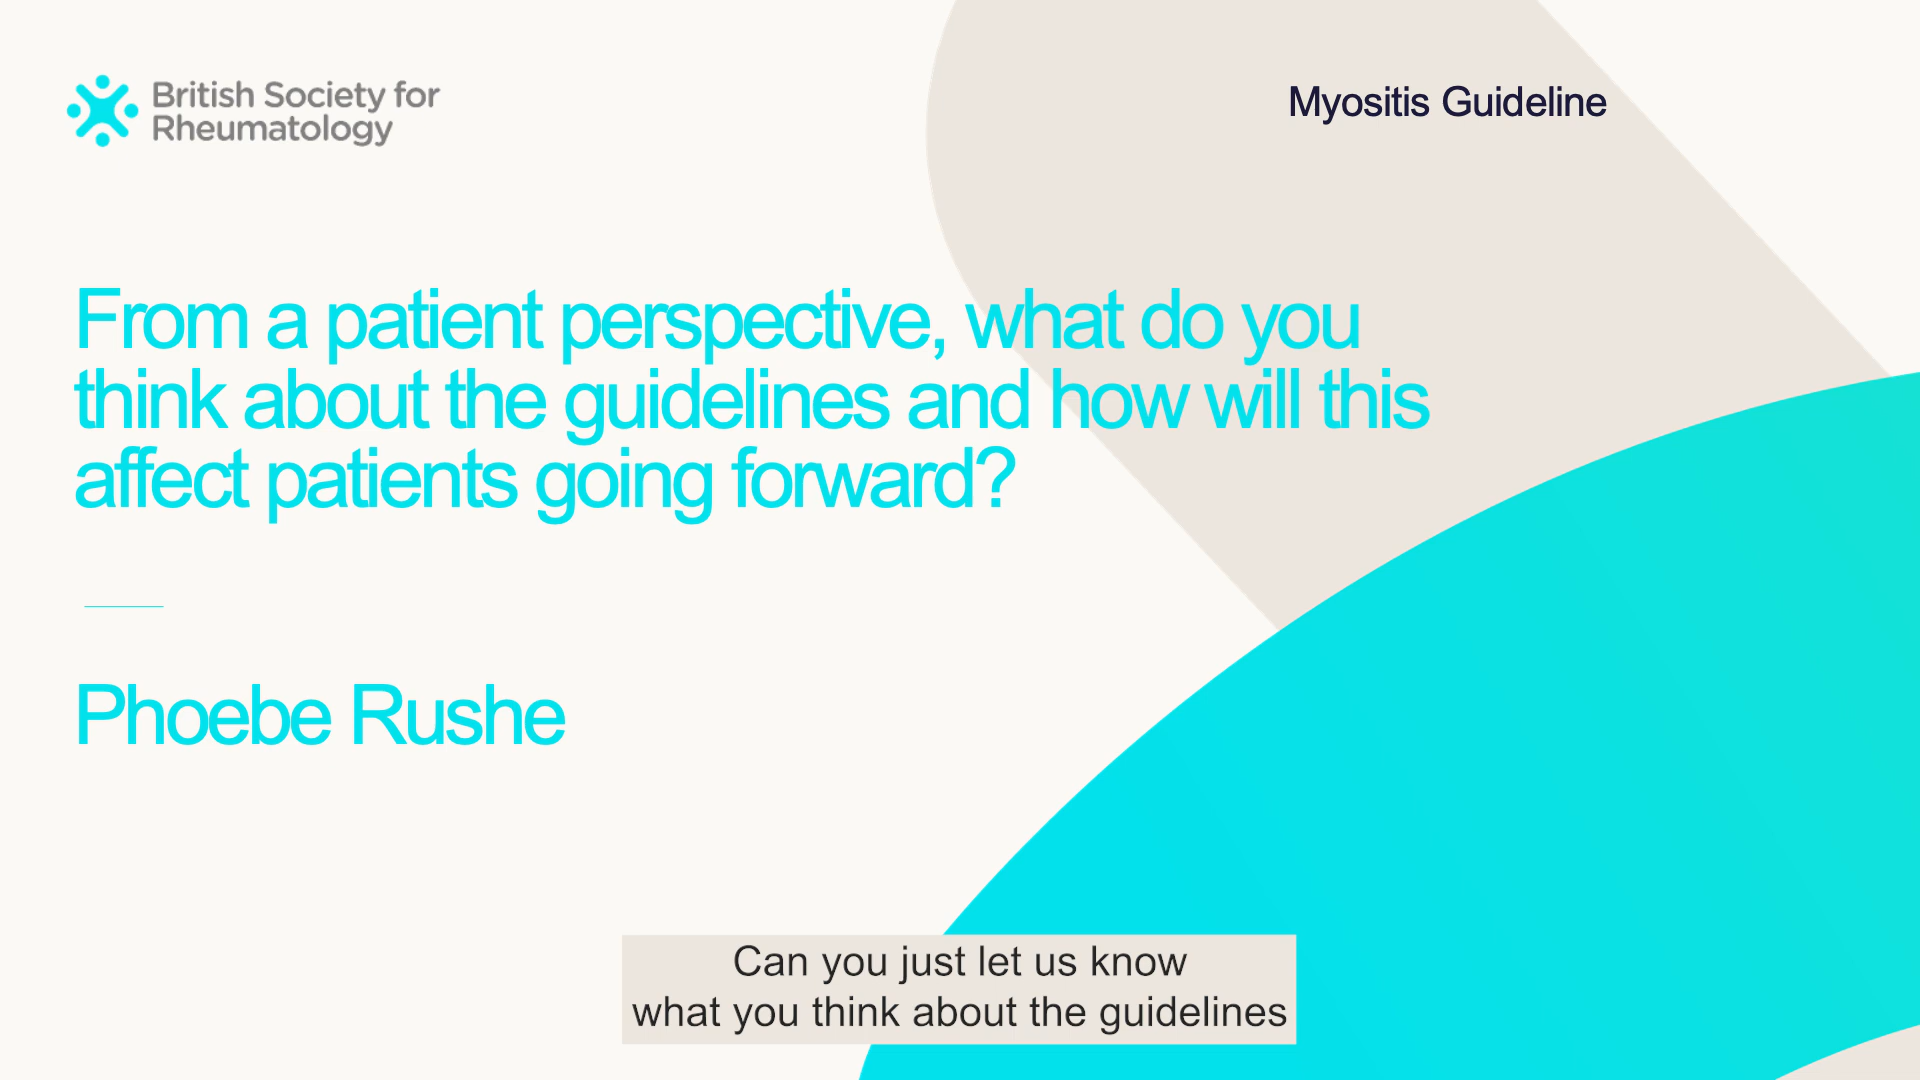 British Society for
Rheumatology
Myositis Guideline
From a patient perspective, what do you
think about the guidelines and how will this
affect patients going forward?
Phoebe Rushe
Can you just let us know
what you think about the guidelines